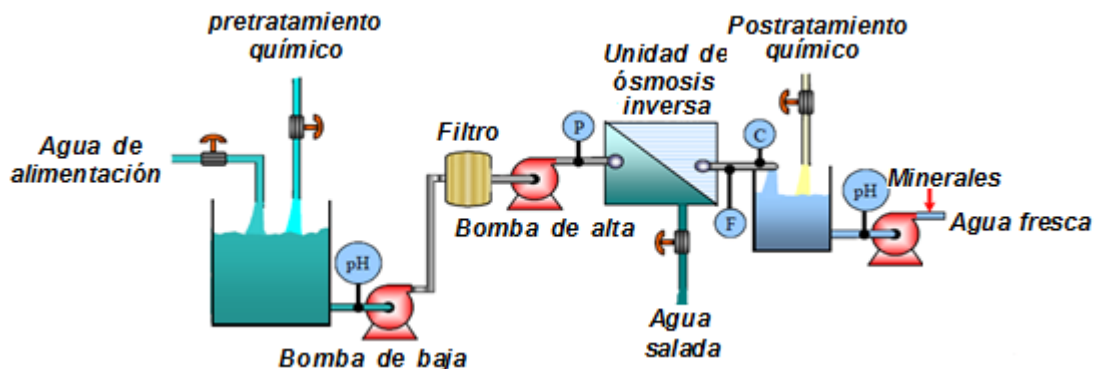 pretratamiento
químico
Agua de
alimentación
pH
Bomba de baja
Filtro
Bomba de alta
P
Unidad de
ósmosis
inversa
Agua
salada
F
C
Postratamiento
químico
pH
Minerales
Agua fresca